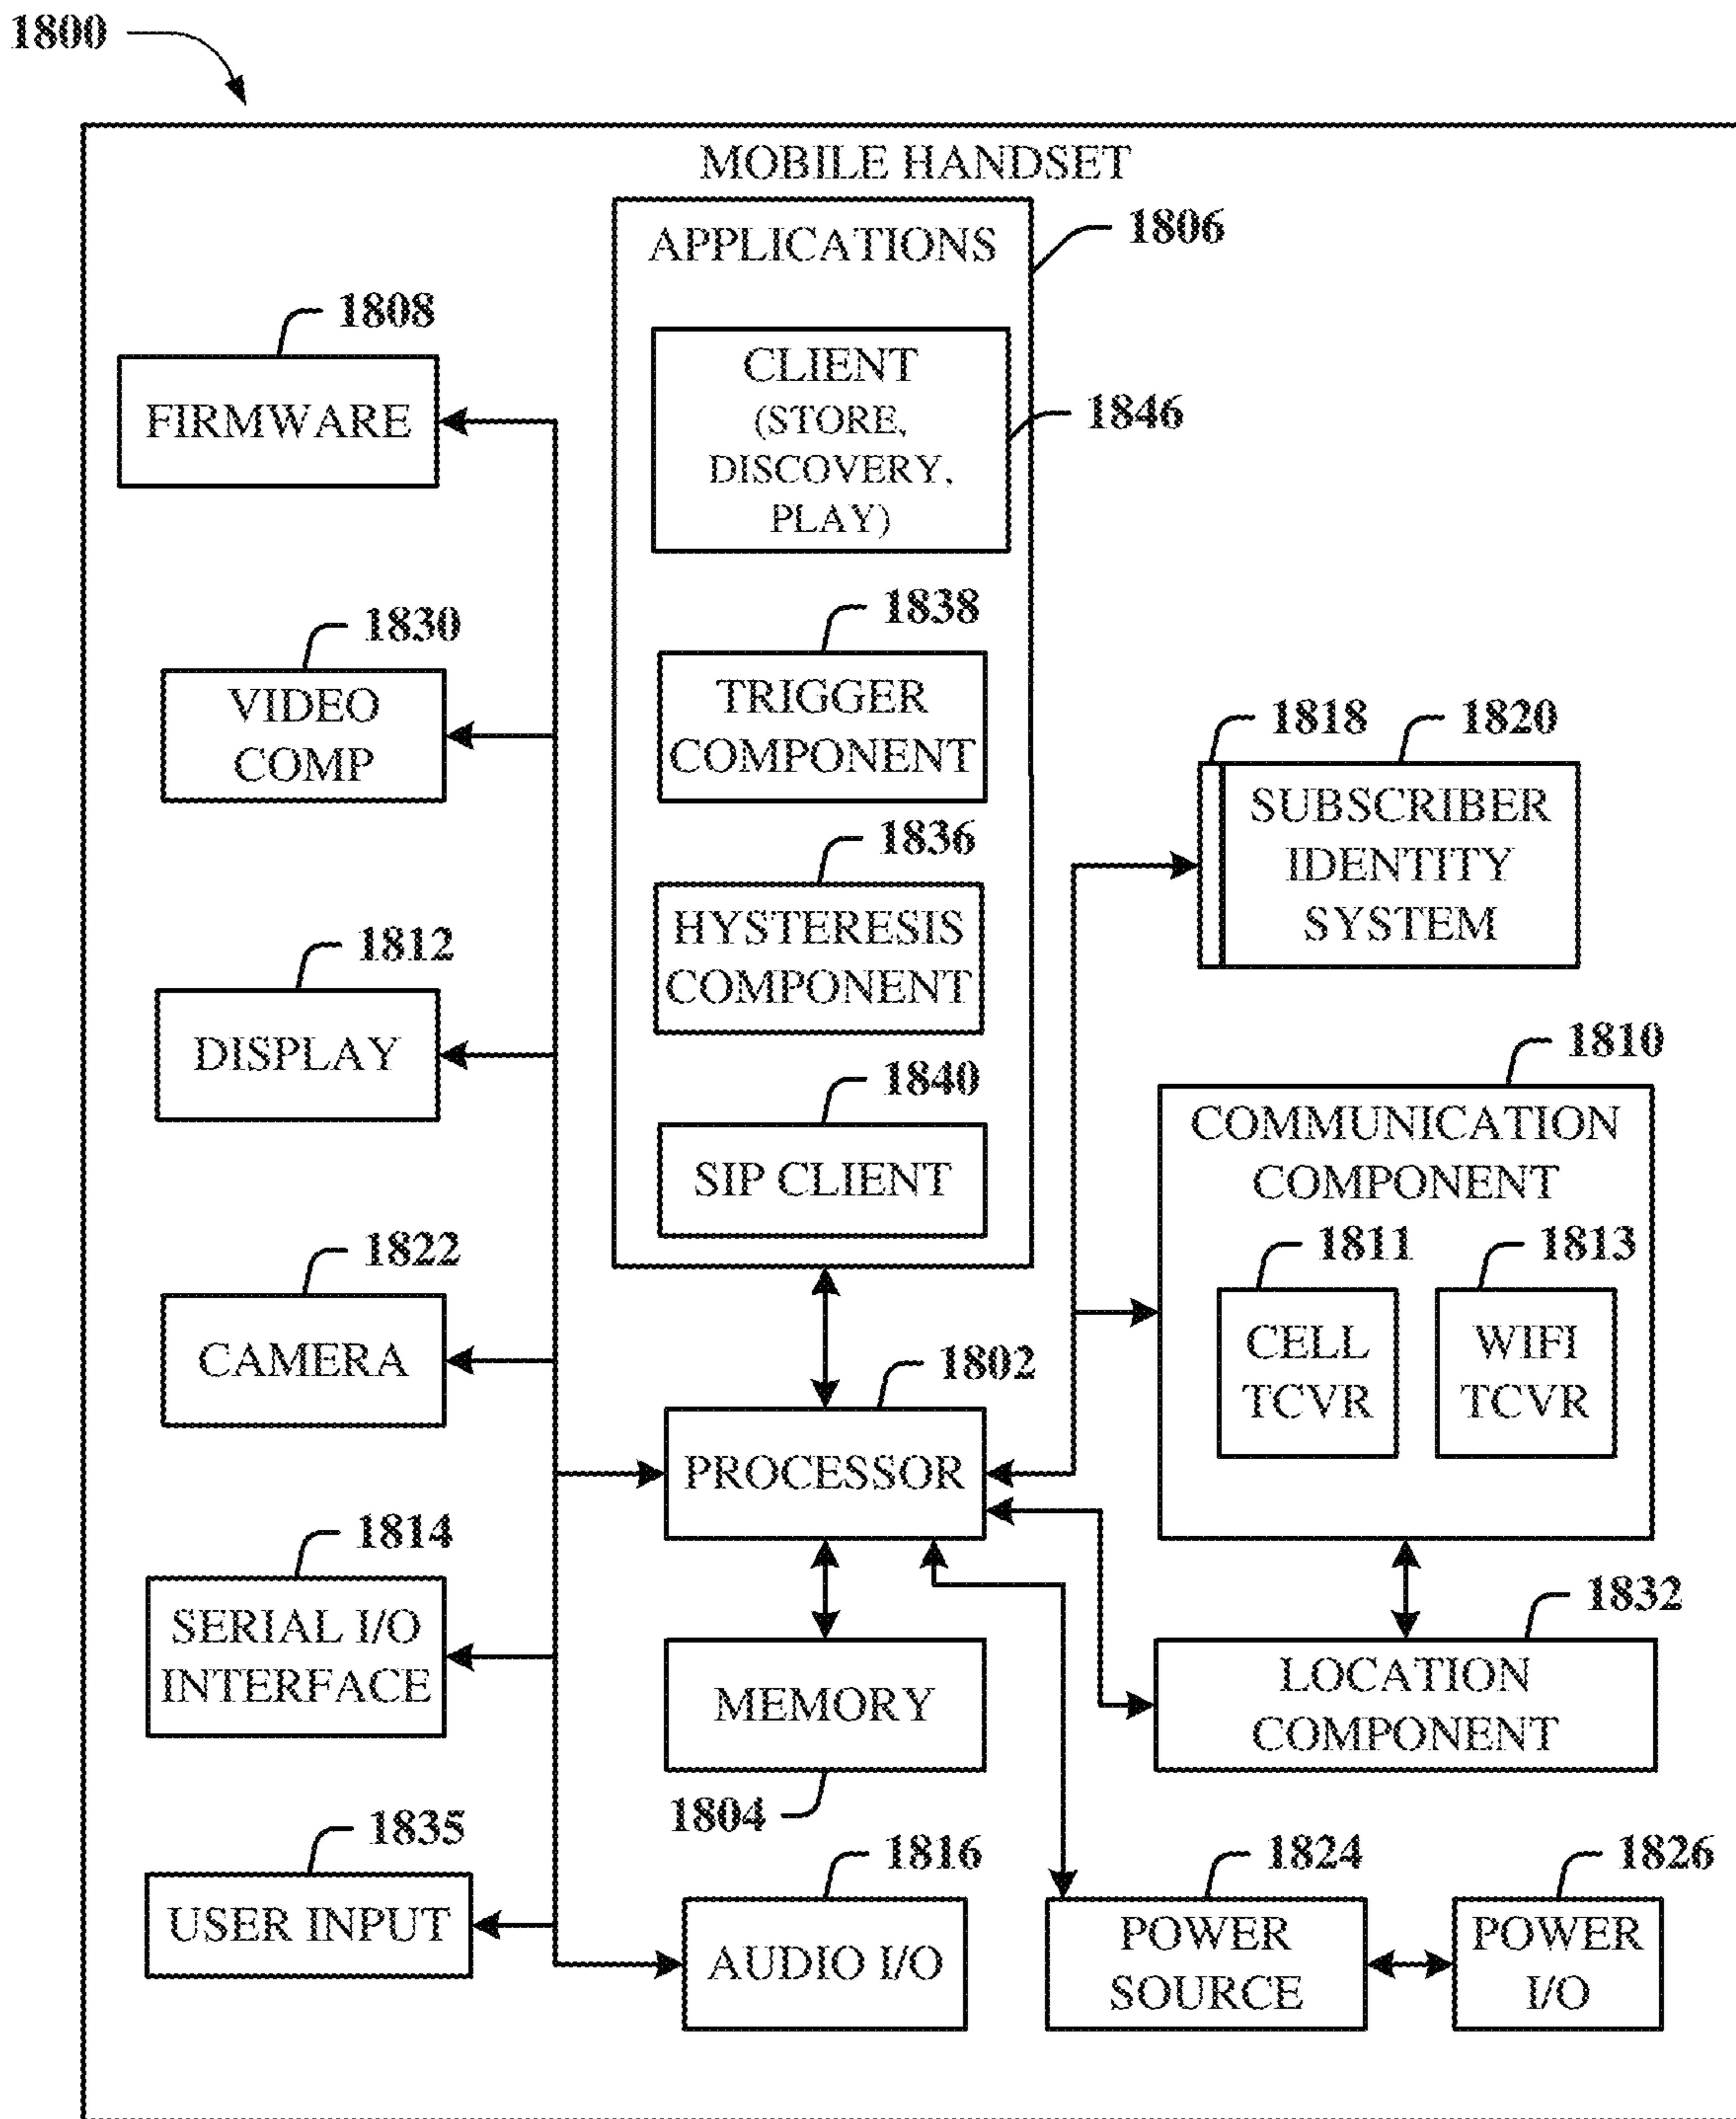 1800
MOBILE HANDSET
1806
APPLICATIONS
CLIENT
(STORE,
DISCOVERY,
PLAY)
1846
1838
TRIGGER
COMPONENT
1836
HYSTERESIS
COMPONENT
1840
SIP CLIENT
1808
FIRMWARE
1830
VIDEO
COMP
1812
DISPLAY
1822
CAMERA
1814
SERIAL I/O
INTERFACE
1835
USER INPUT
1802
PROCESSOR
MEMORY
1804
1816
AUDIO I/O
1818
1820
SUBSCRIBER
IDENTITY
SYSTEM
1810
COMMUNICATION
COMPONENT
1811
CELL
TCVR
1813
WIFI
TCVR
1832
LOCATION
COMPONENT
1824
POWER
SOURCE
1826
POWER
I/O